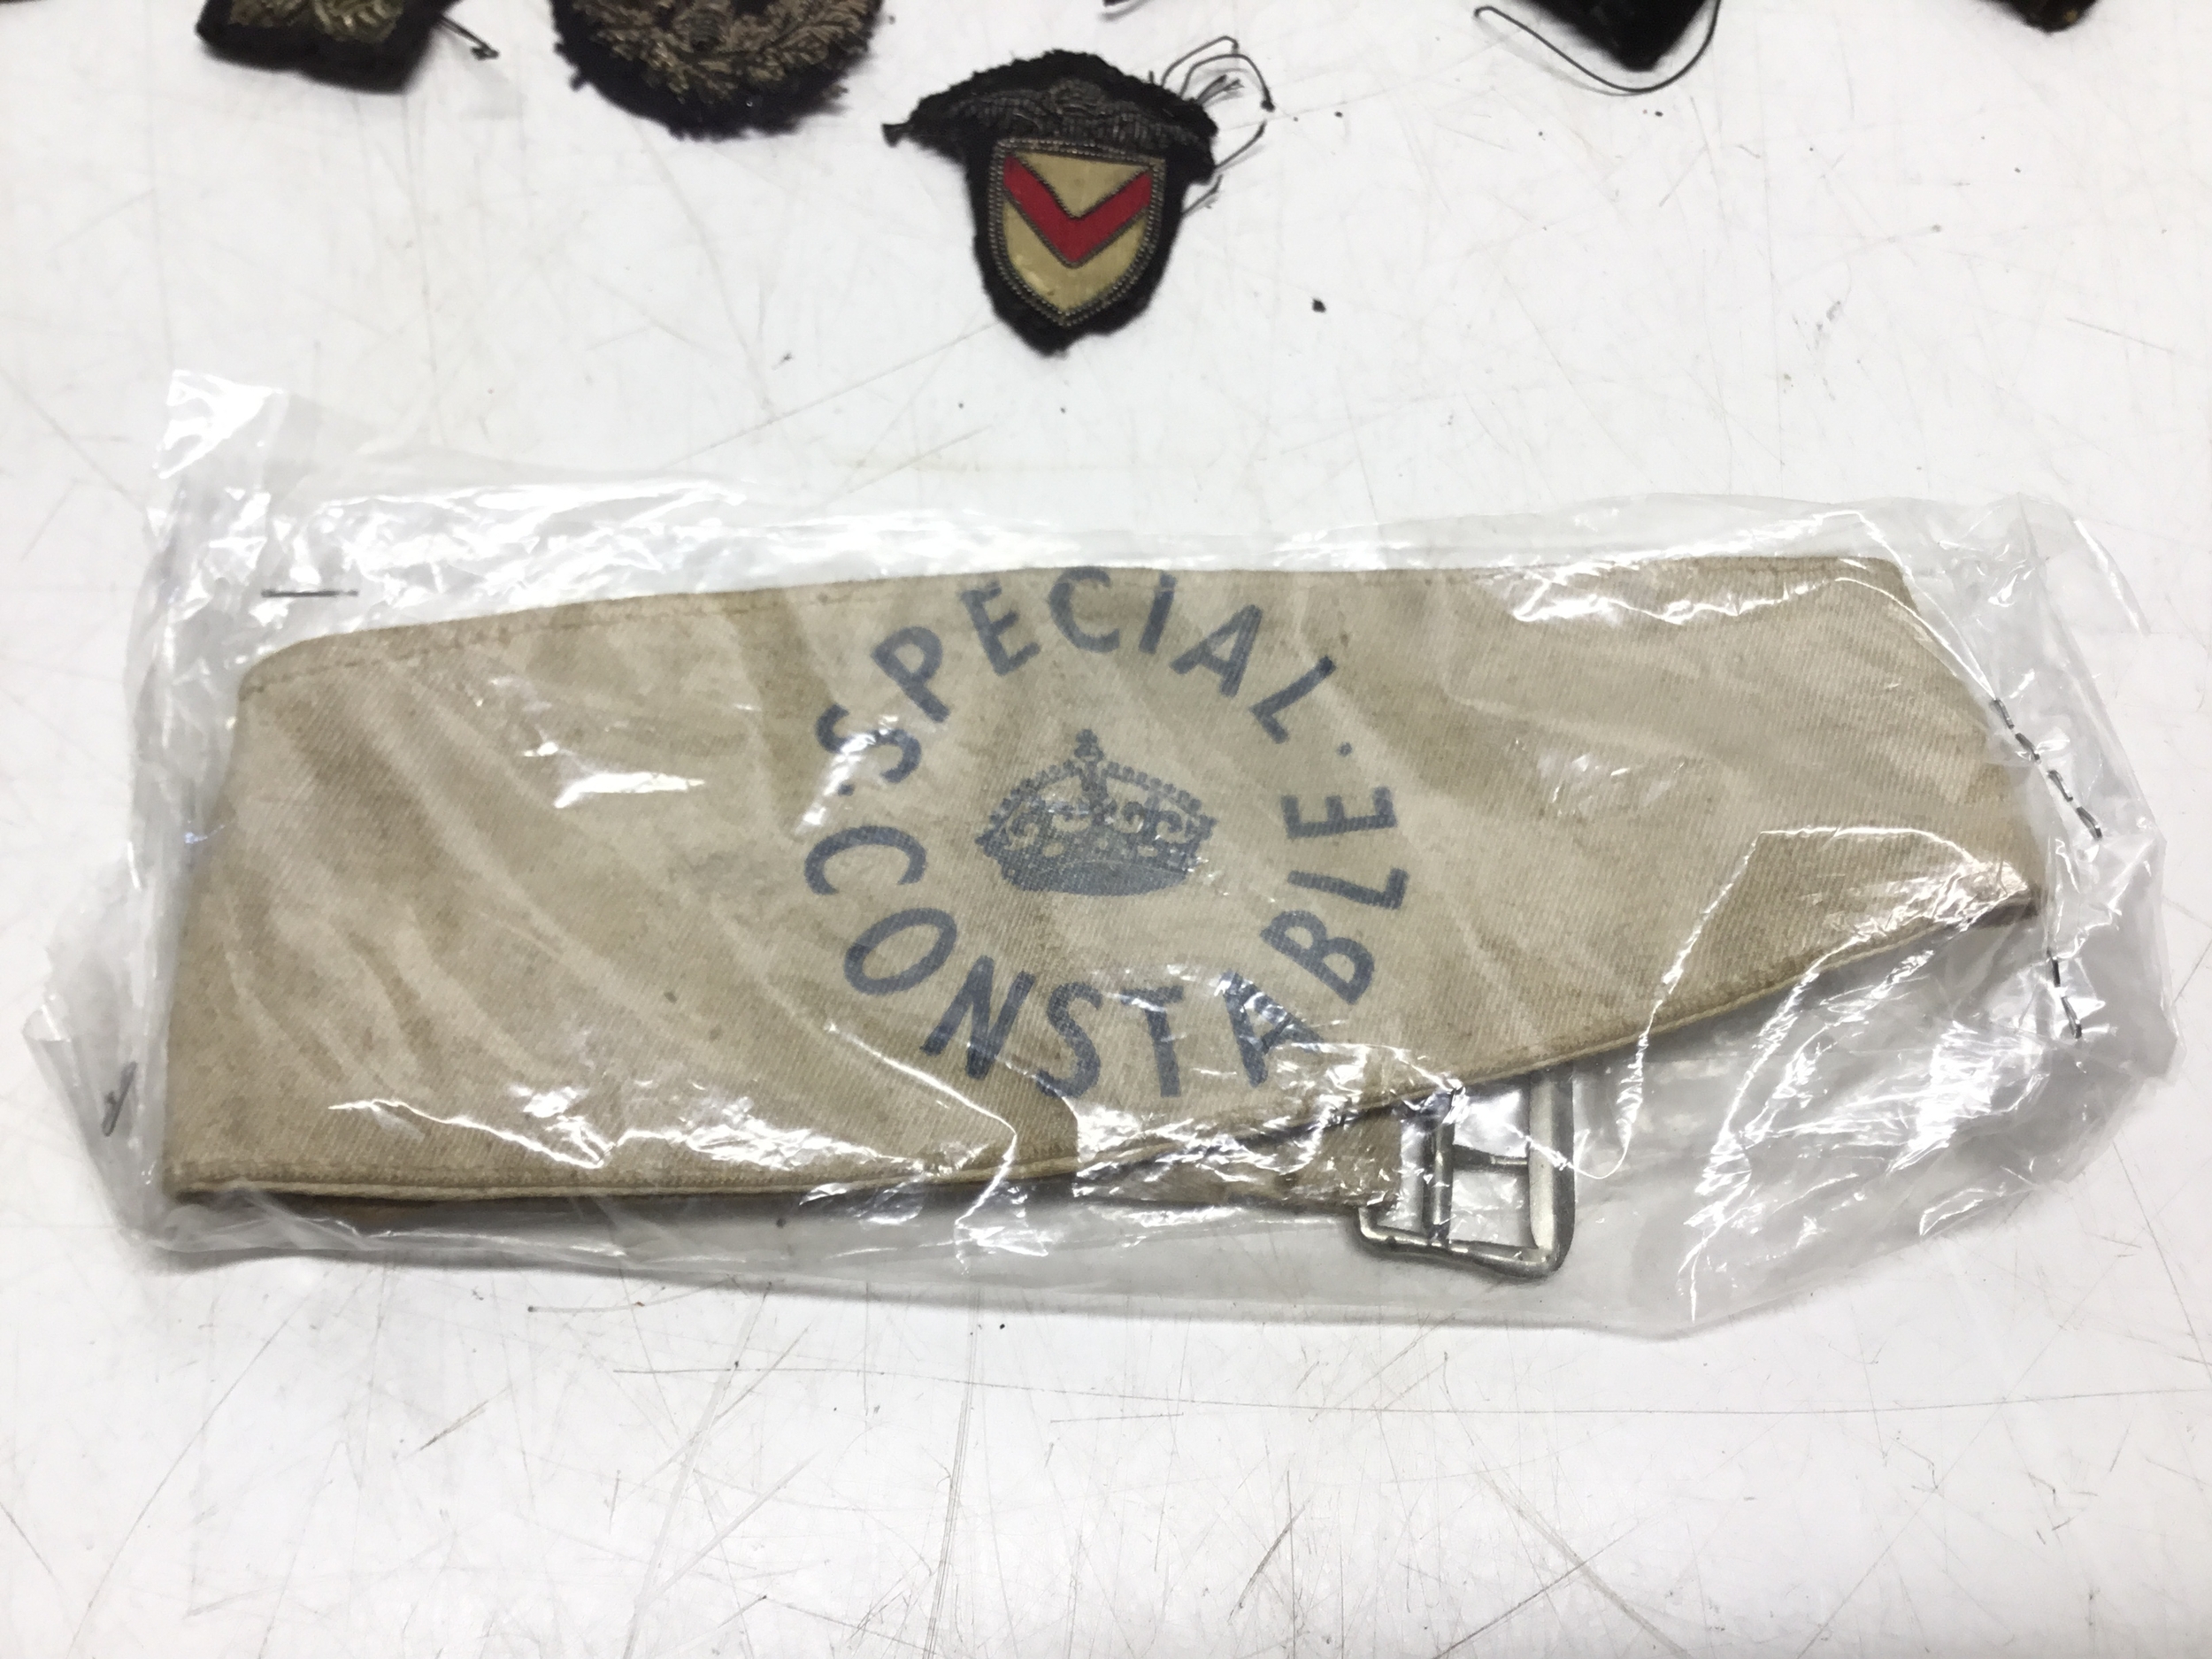 · SPECIAL ·
CONSTABLE